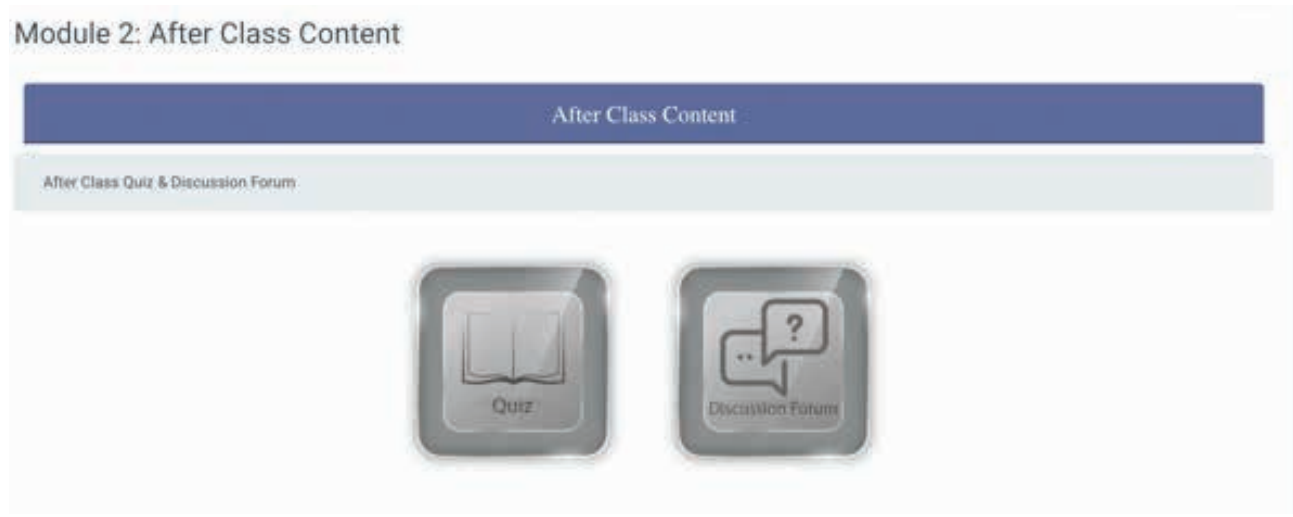 Module 2: After Class Content
After Class Content
After Class Quiz & Discussion Forum
?
Quiz
Discussion Forum